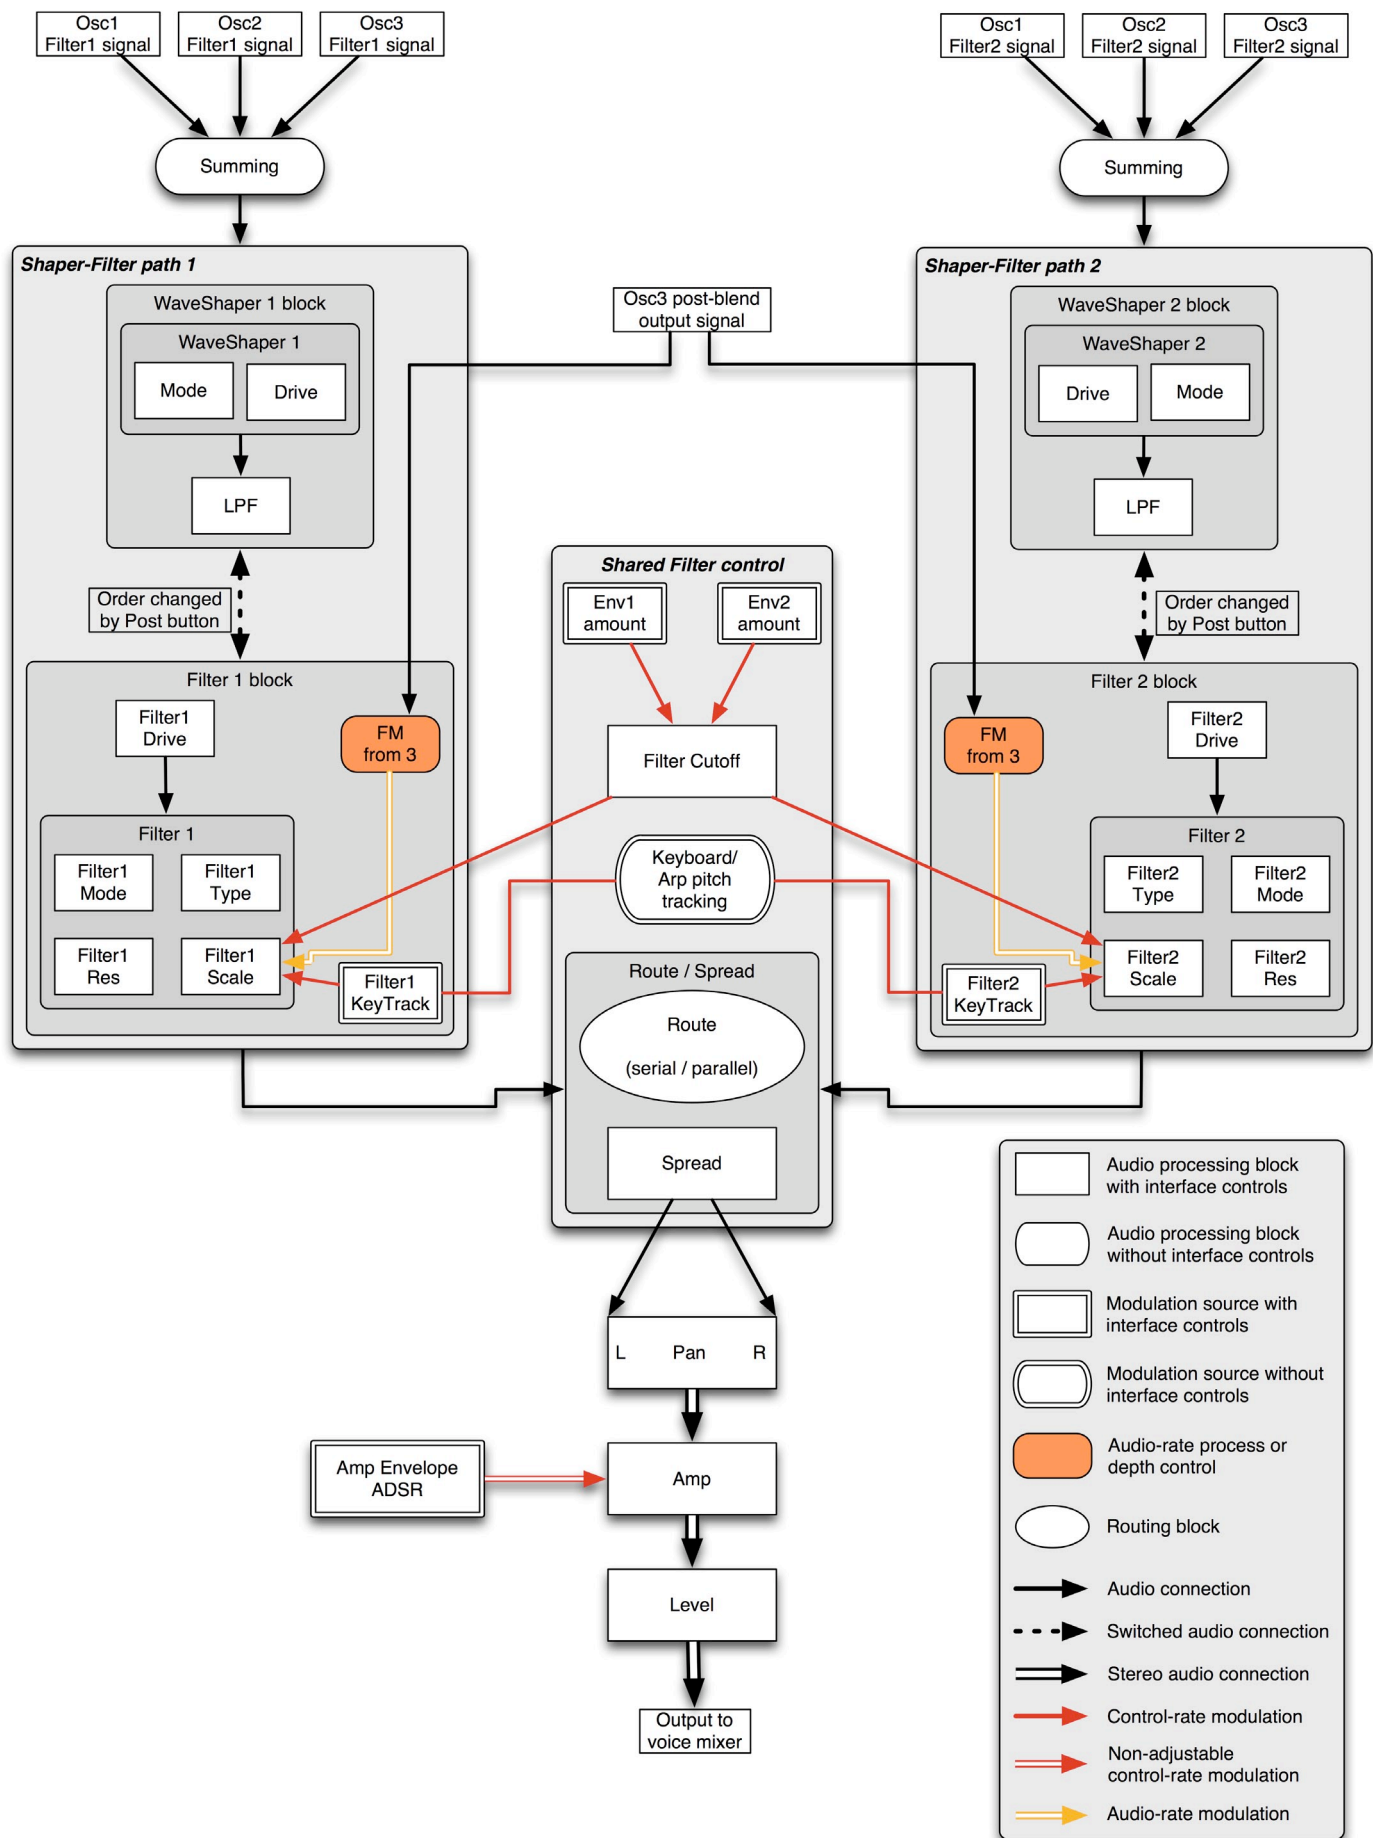 Osc1
Filter1 signal
Osc2
Filter1 signal
Osc3
Filter1 signal
Osc1
Filter2 signal
Osc2
Filter2 signal
Osc3
Filter2 signal
Summing
Summing
Shaper-Filter path 1
WaveShaper 1 block
WaveShaper 1
Mode
Drive
LPF
Order changed
by Post button
Filter 1 block
Filter1
Drive
FM
from 3
Filter 1
Filter1
Mode
Filter1
Type
Filter1
Res
Filter1
Scale
Filter1
KeyTrack
Osc3 post-blend
output signal
Shared Filter control
Env1
amount
Env2
amount
Filter Cutoff
Keyboard/
Arp pitch
tracking
Route / Spread
Route
(serial / parallel)
Spread
Shaper-Filter path 2
WaveShaper 2 block
WaveShaper 2
Drive
Mode
LPF
Order changed
by Post button
Filter 2 block
FM
from 3
Filter2
Drive
Filter 2
Filter2
Type
Filter2
Mode
Filter2
Scale
Filter2
Res
Filter2
KeyTrack
L Pan R
Amp Envelope
ADSR
Amp
Level
Output to
voice mixer
Audio processing block
with interface controls
Audio processing block
without interface controls
Modulation source with
interface controls
Modulation source without
interface controls
Audio-rate process or
depth control
Routing block
Audio connection
Switched audio connection
Stereo audio connection
Control-rate modulation
Non-adjustable
control-rate modulation
Audio-rate modulation